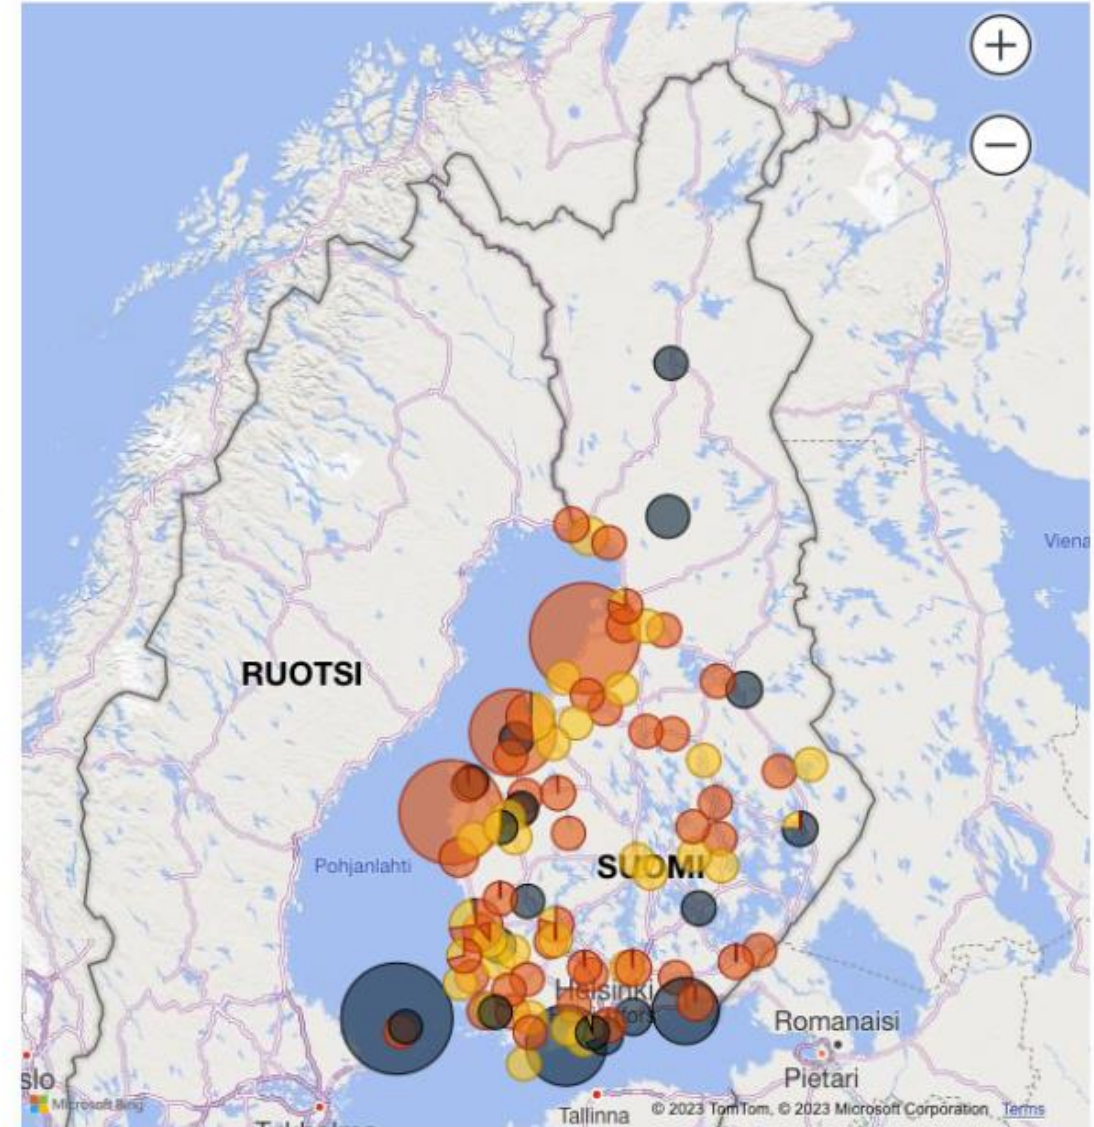 +
−
Viena
RUOTSI
SUOMI
Pohjanlahti
Helsinki
Romanaisi
slo
Pietari
Microsoft Bing
Tallinna
© 2023 TomTom, © 2023 Microsoft Corporation Terms